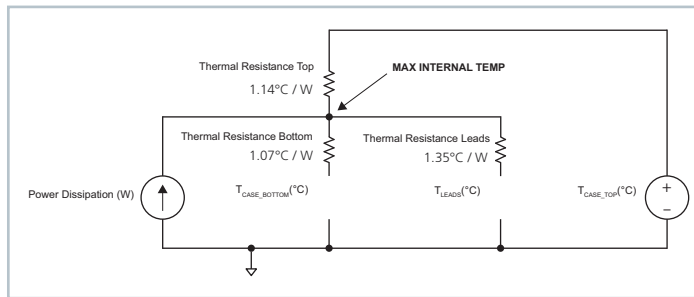 Thermal Resistance Top
MAX INTERNAL TEMP
1.14°C / W
Thermal Resistance Bottom
Thermal Resistance Leads
1.07°C / W
1.35°C / W
Power Dissipation (W)
T_CASE_BOTTOM(°C)
T_LEADS(°C)
T_CASE_TOP(°C)
+
–